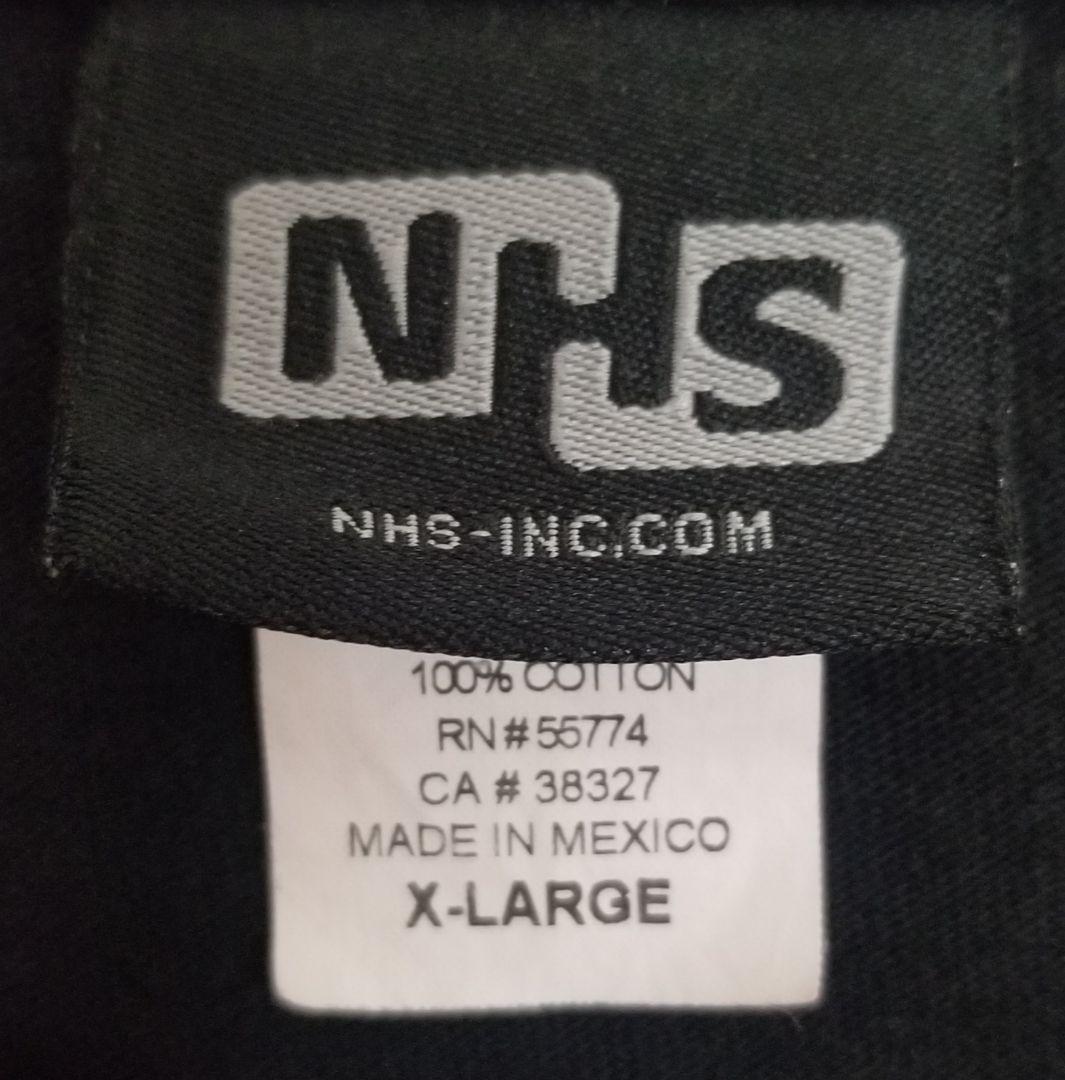 NHS
NHS-INC.COM
100% COTTON
RN#55774
CA # 38327
MADE IN MEXICO
X-LARGE